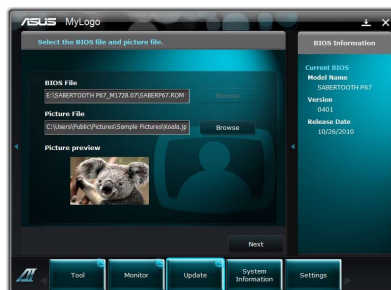 ASUS MyLogo
Select the BIOS file and picture file.
BIOS File
E:\SABERTOOTH P67_M1728.07\SABERP67.ROM
Browse
Picture File
C:\Users\Public\Pictures\Sample Pictures\Koala.jp
Browse
Picture preview
Next
BIOS Information
Current BIOS
Model Name
SABERTOOTH P67
Version
0401
Release Date
10/26/2010
Tool
Monitor
Update
System
Information
Settings